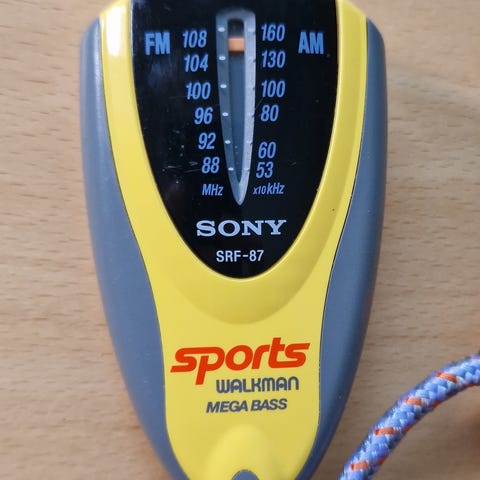 FM 108 160 AM
104 130
100 100
96 80
92 60
88 53
MHz x10kHz
SONY
SRF-87
sports
WALKMAN
MEGA BASS